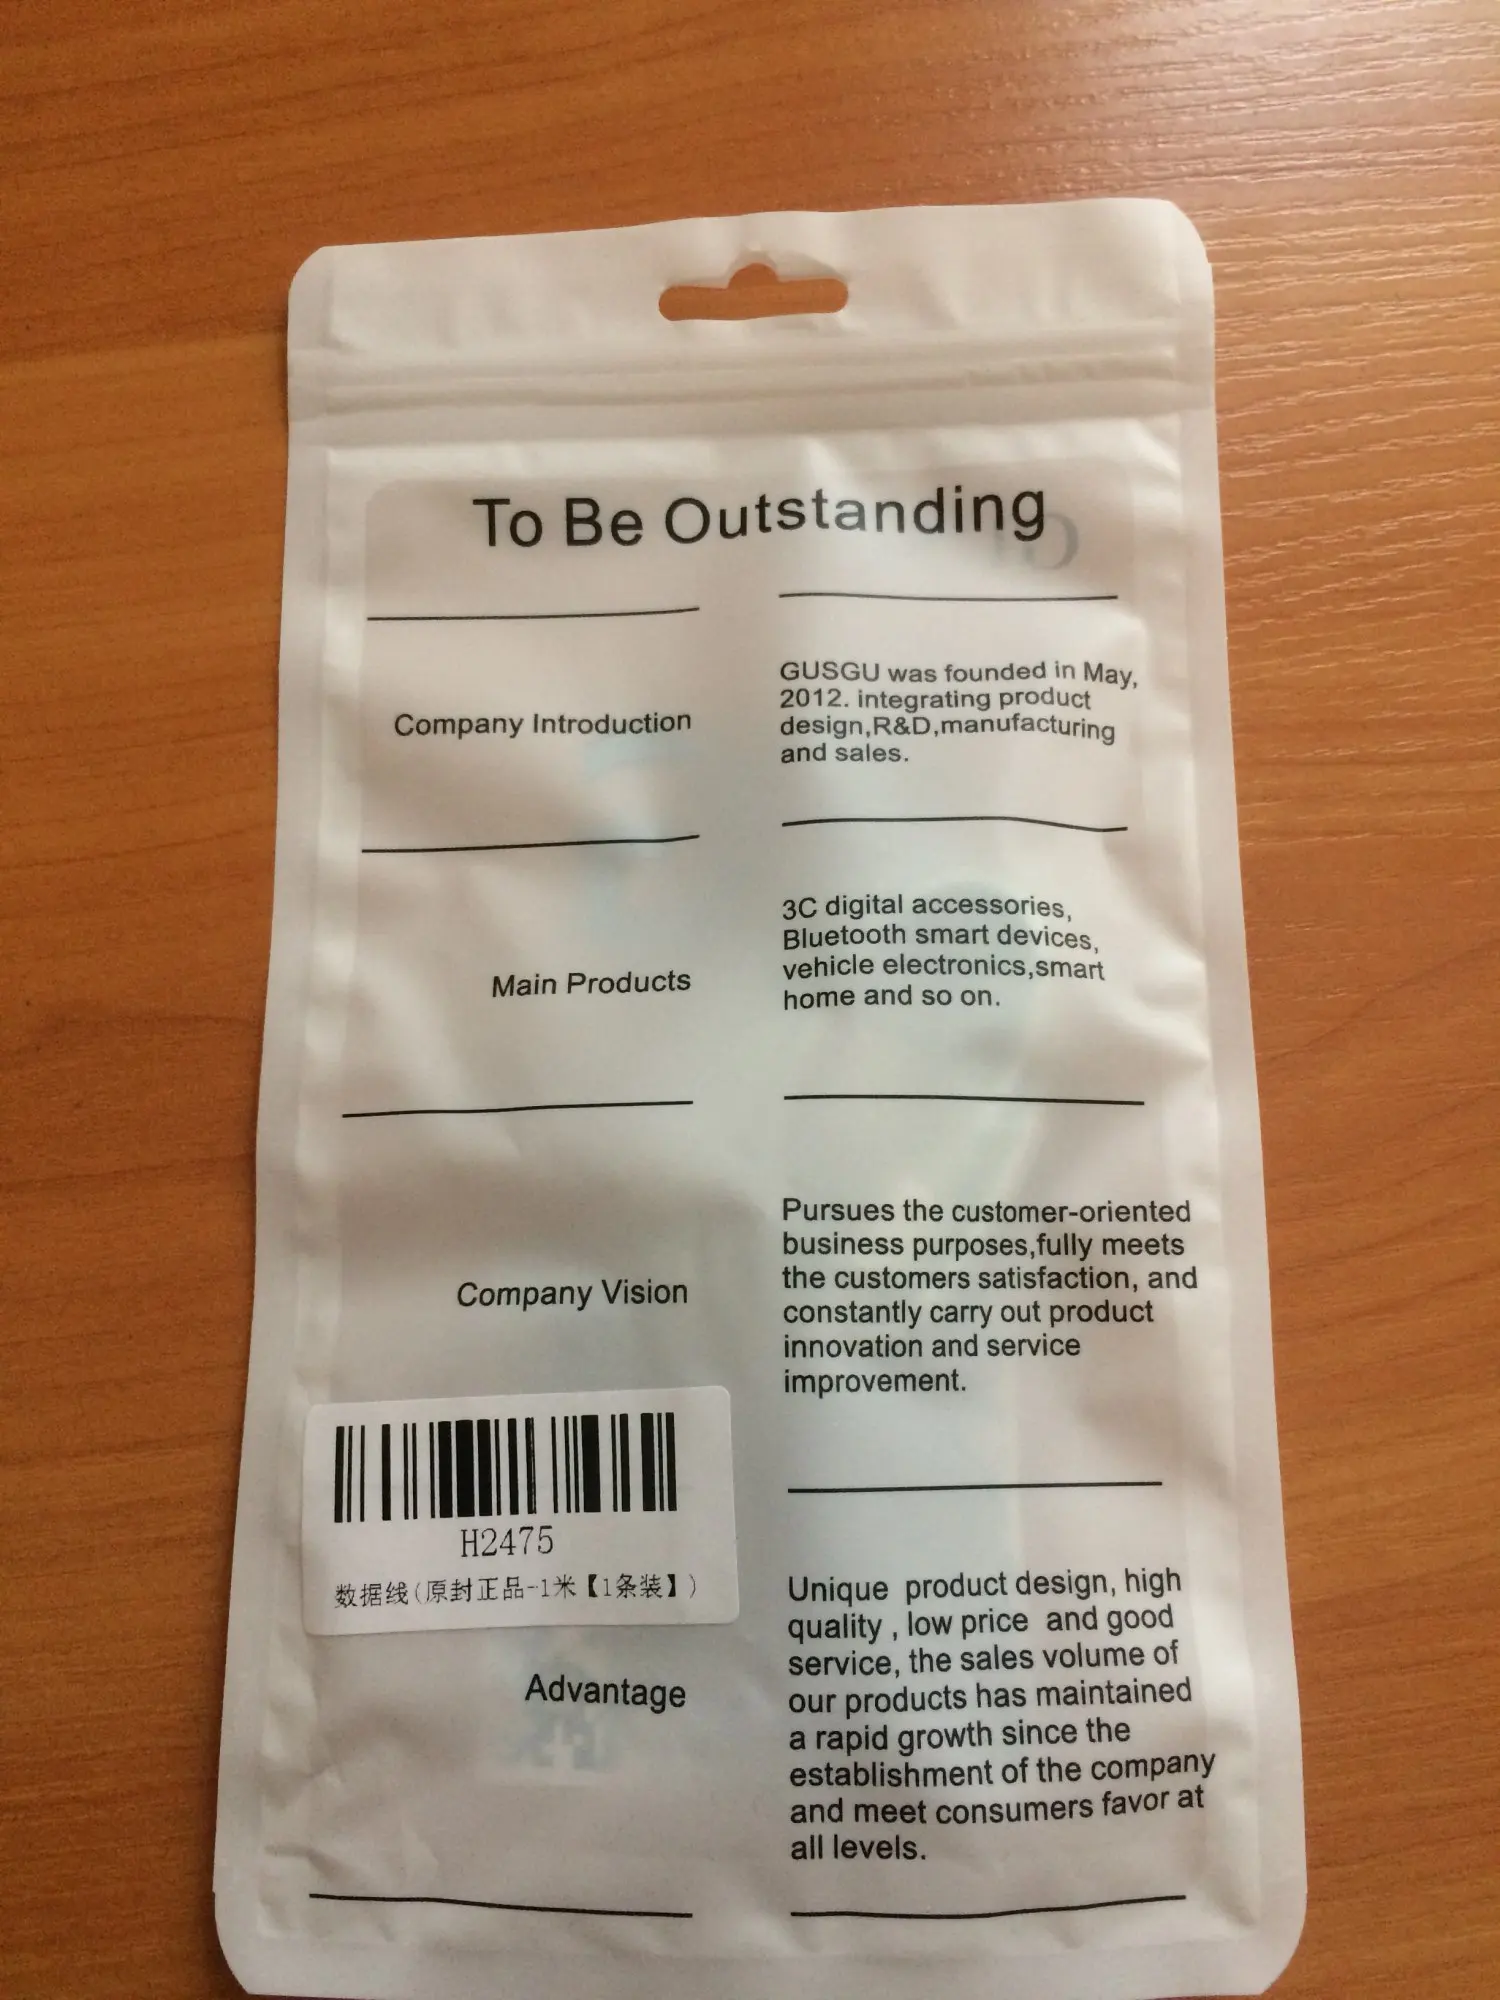 To Be Outstanding
Company Introduction
GUSGU was founded in May,
2012. integrating product
design,R&D,manufacturing
and sales.
Main Products
3C digital accessories,
Bluetooth smart devices,
vehicle electronics,smart
home and so on.
Company Vision
Pursues the customer-oriented
business purposes,fully meets
the customers satisfaction, and
constantly carry out product
innovation and service
improvement.
H2475
数据线(原封正品-1米【1条装】)
Advantage
Unique product design, high
quality , low price and good
service, the sales volume of
our products has maintained
a rapid growth since the
establishment of the company
and meet consumers favor at
all levels.